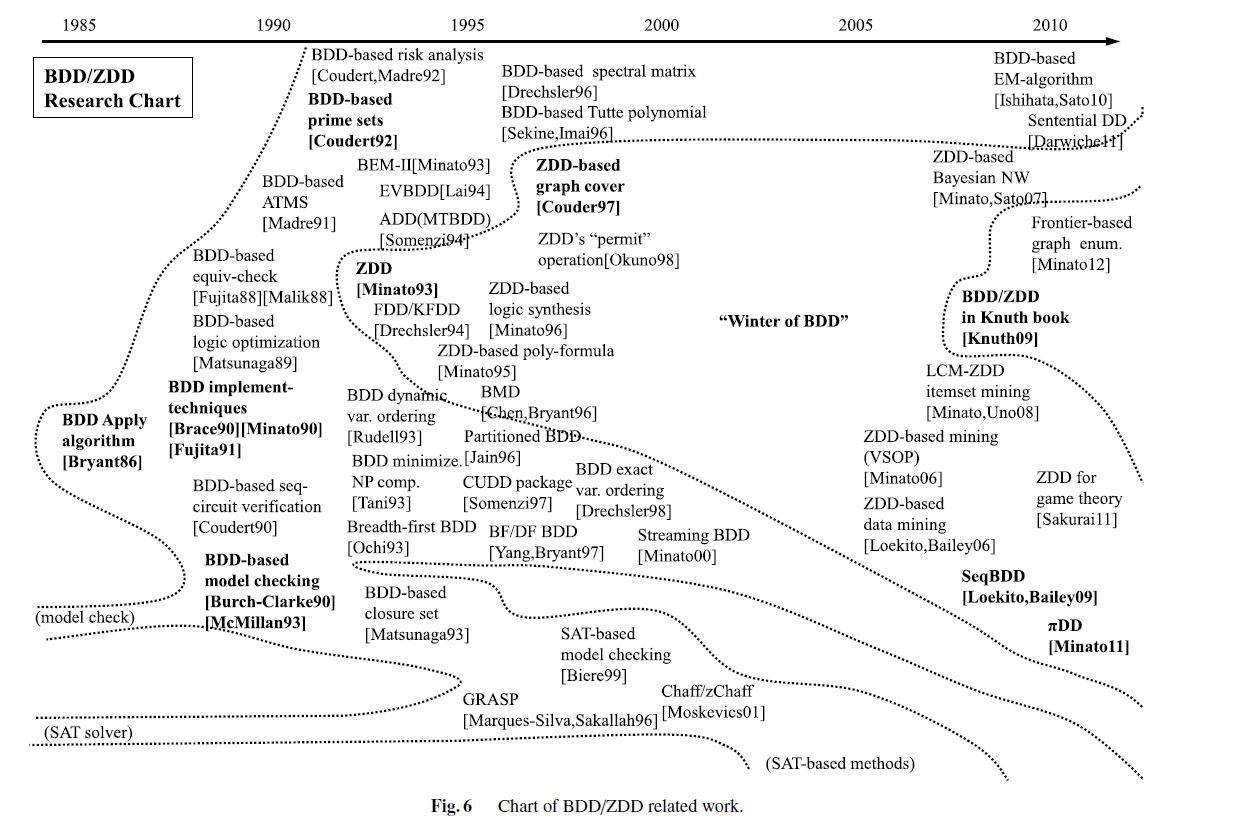 1985 1990 1995 2000 2005 2010
BDD/ZDD
Research Chart
BDD-based risk analysis
[Coudert,Madre92]
BDD-based
prime sets
[Coudert92]
BDD-based spectral matrix
[Drechsler96]
BDD-based Tutte polynomial
[Sekine,Imai96]
BDD-based
EM-algorithm
[Ishihata,Sato10]
Sentential DD
[Darwiche11]
BEM-II[Minato93]
EVBDD[Lai94]
ADD(MTBDD)
[Somenzi94]
BDD-based
ATMS
[Madre91]
ZDD-based
graph cover
[Couder97]
ZDD-based
Bayesian NW
[Minato,Sato07]
ZDD's “permit”
operation[Okuno98]
Frontier-based
graph enum.
[Minato12]
BDD-based
equiv-check
[Fujita88][Malik88]
ZDD
[Minato93]
FDD/KFDD
[Drechsler94]
ZDD-based
logic synthesis
[Minato96]
“Winter of BDD”
BDD/ZDD
in Knuth book
[Knuth09]
BDD-based
logic optimization
[Matsunaga89]
ZDD-based poly-formula
[Minato95]
LCM-ZDD
itemset mining
[Minato,Uno08]
BDD implement-
techniques
[Brace90][Minato90]
[Fujita91]
BDD Apply
algorithm
[Bryant86]
BDD dynamic
var. ordering
[Rudell93]
BMD
[Chen,Bryant96]
Partitioned BDD
[Jain96]
ZDD-based mining
(VSOP)
[Minato06]
BDD minimize.
NP comp.
[Tani93]
CUDD package
[Somenzi97]
BDD exact
var. ordering
[Drechsler98]
ZDD for
game theory
[Sakurai11]
BDD-based seq-
circuit verification
[Coudert90]
ZDD-based
data mining
[Loekito,Bailey06]
Breadth-first BDD
[Ochi93]
BF/DF BDD
[Yang,Bryant97]
Streaming BDD
[Minato00]
BDD-based
model checking
[Burch-Clarke90]
[McMillan93]
BDD-based
closure set
[Matsunaga93]
SeqBDD
[Loekito,Bailey09]
(model check)
πDD
[Minato11]
SAT-based
model checking
[Biere99]
GRASP
[Marques-Silva,Sakallah96]
Chaff/zChaff
[Moskevics01]
(SAT solver)
(SAT-based methods)
Fig. 6 Chart of BDD/ZDD related work.